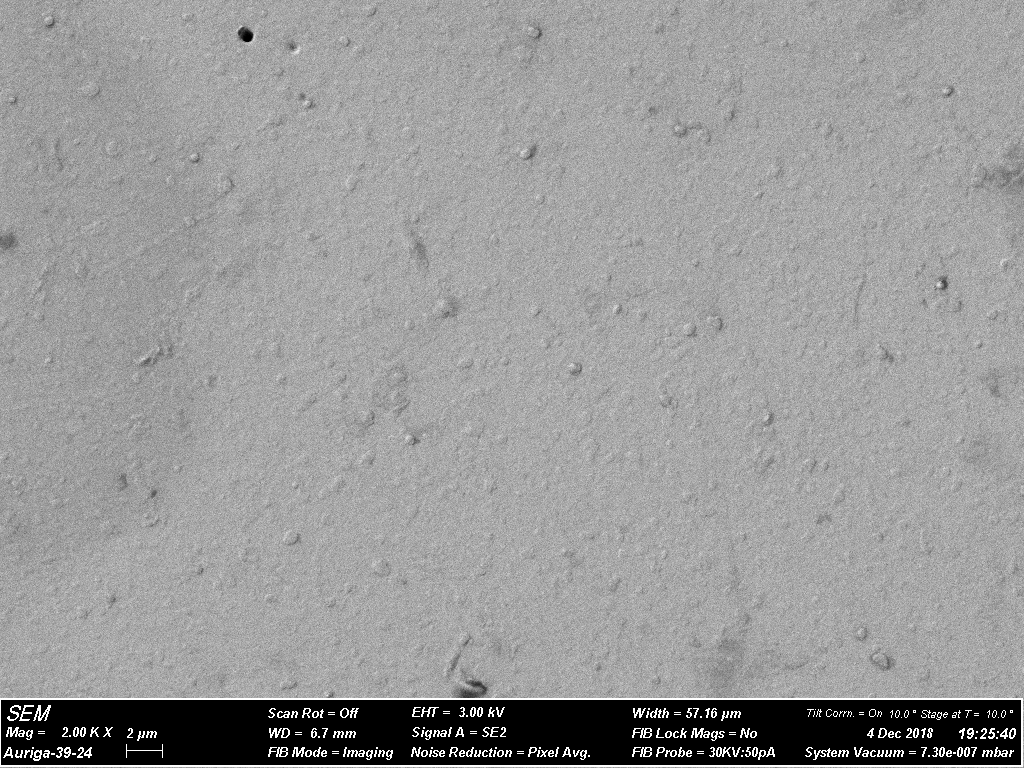 SEM Scan Rot = Off EHT = 3.00 kV Width = 57.16 µm Tilt Corrn. = On 10.0 ° Stage at T = 10.0 °
Mag = 2.00 K X 2 µm WD = 6.7 mm Signal A = SE2 FIB Lock Mags = No 4 Dec 2018 19:25:40
Auriga-39-24 FIB Mode = Imaging Noise Reduction = Pixel Avg. FIB Probe = 30KV:50pA System Vacuum = 7.30e-007 mbar